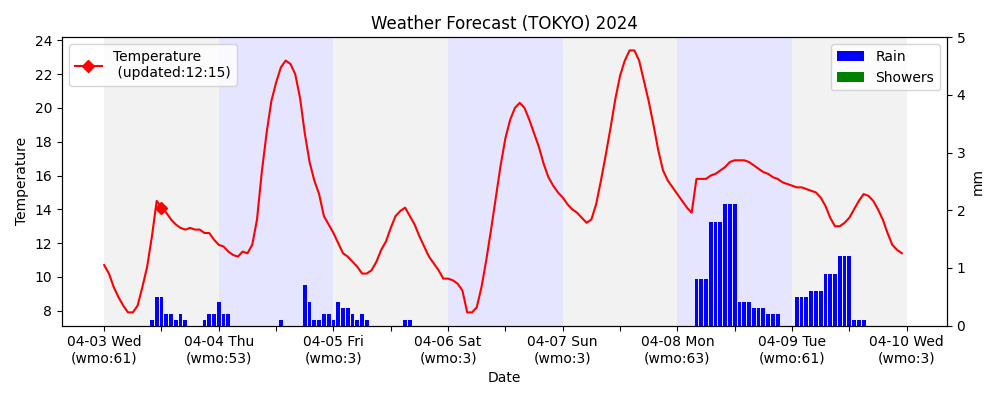 Weather Forecast (TOKYO) 2024
Temperature
(updated:12:15)
Rain
Showers
Temperature
24
22
20
18
16
14
12
10
8
5
4
3
2
1
0
mm
04-03 Wed 04-04 Thu 04-05 Fri 04-06 Sat 04-07 Sun 04-08 Mon 04-09 Tue 04-10 Wed
(wmo:61) (wmo:53) (wmo:3) (wmo:3) (wmo:3) (wmo:63) (wmo:61) (wmo:3)
Date